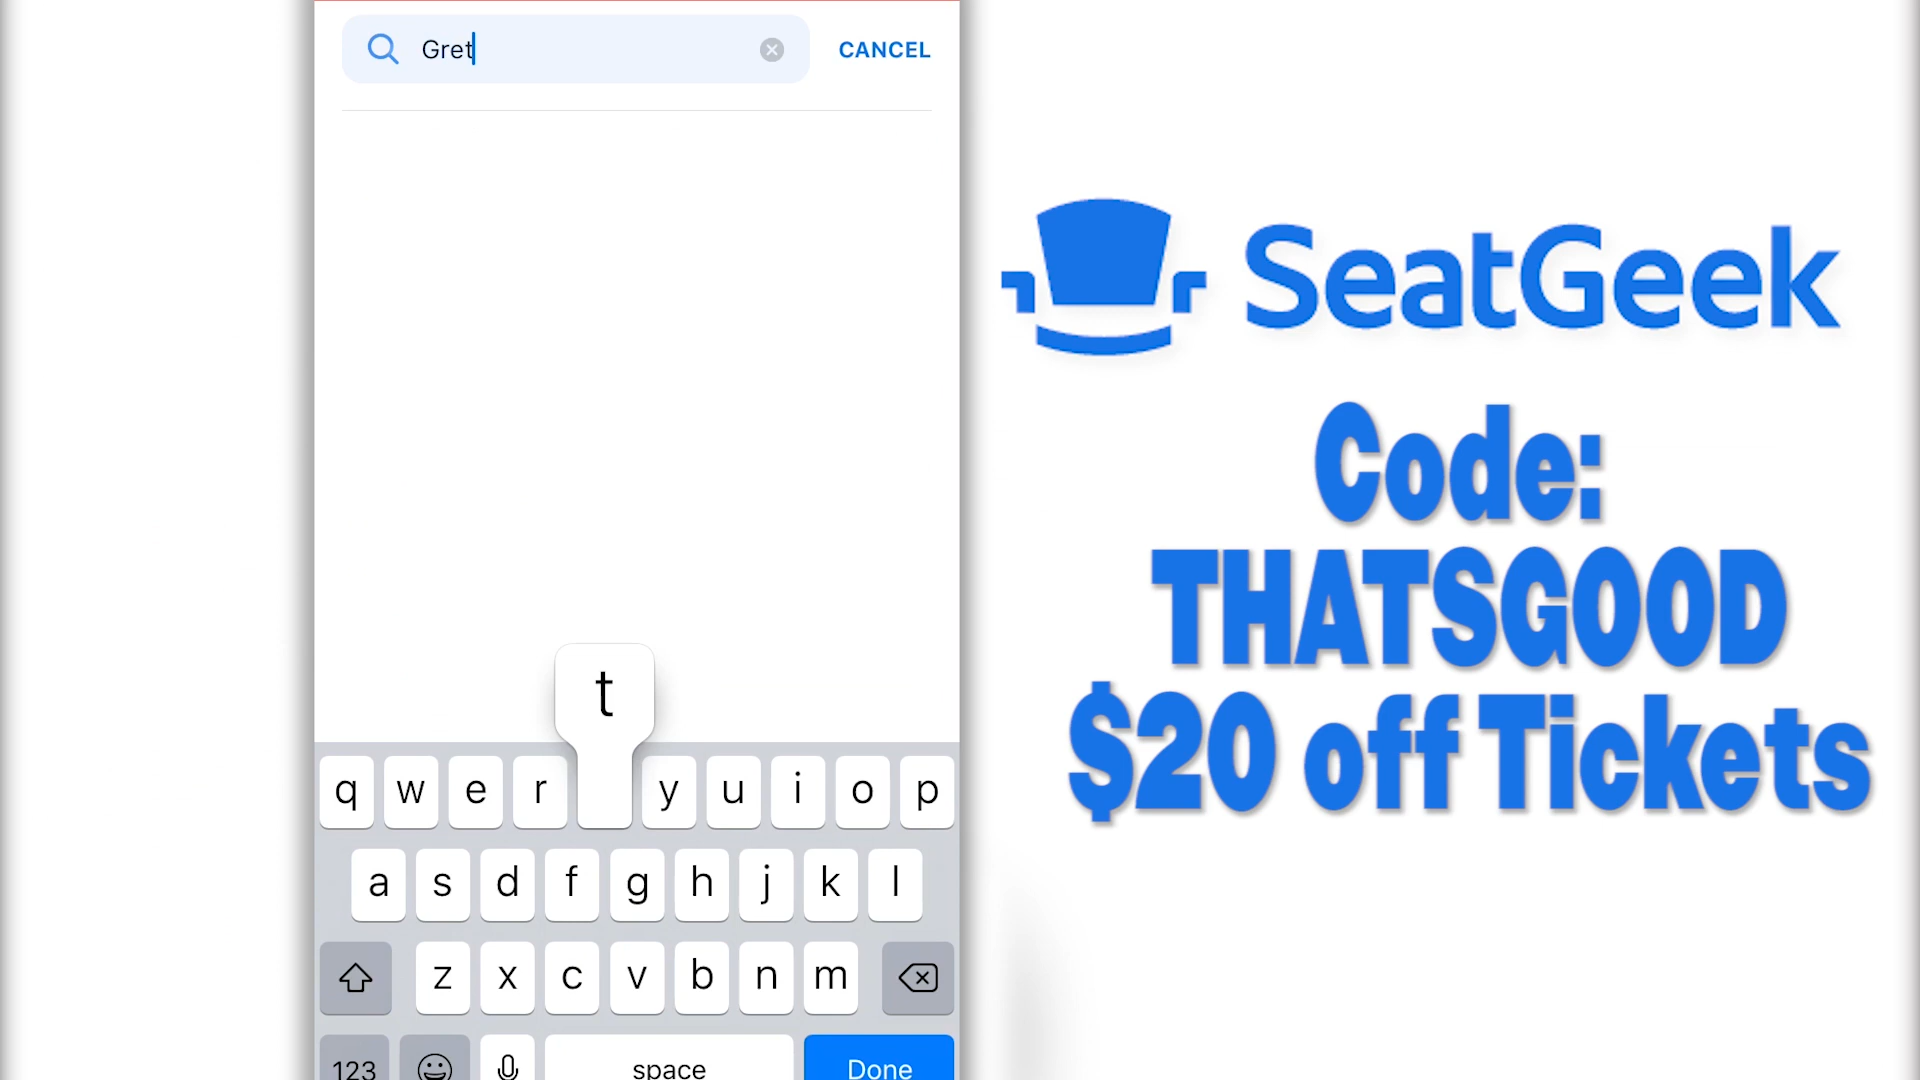 Gret
CANCEL
SeatGeek
Code:
THATSGOOD
$20 off Tickets
t
q w e r y u i o p
a s d f g h j k l
z x c v b n m
123 space Done